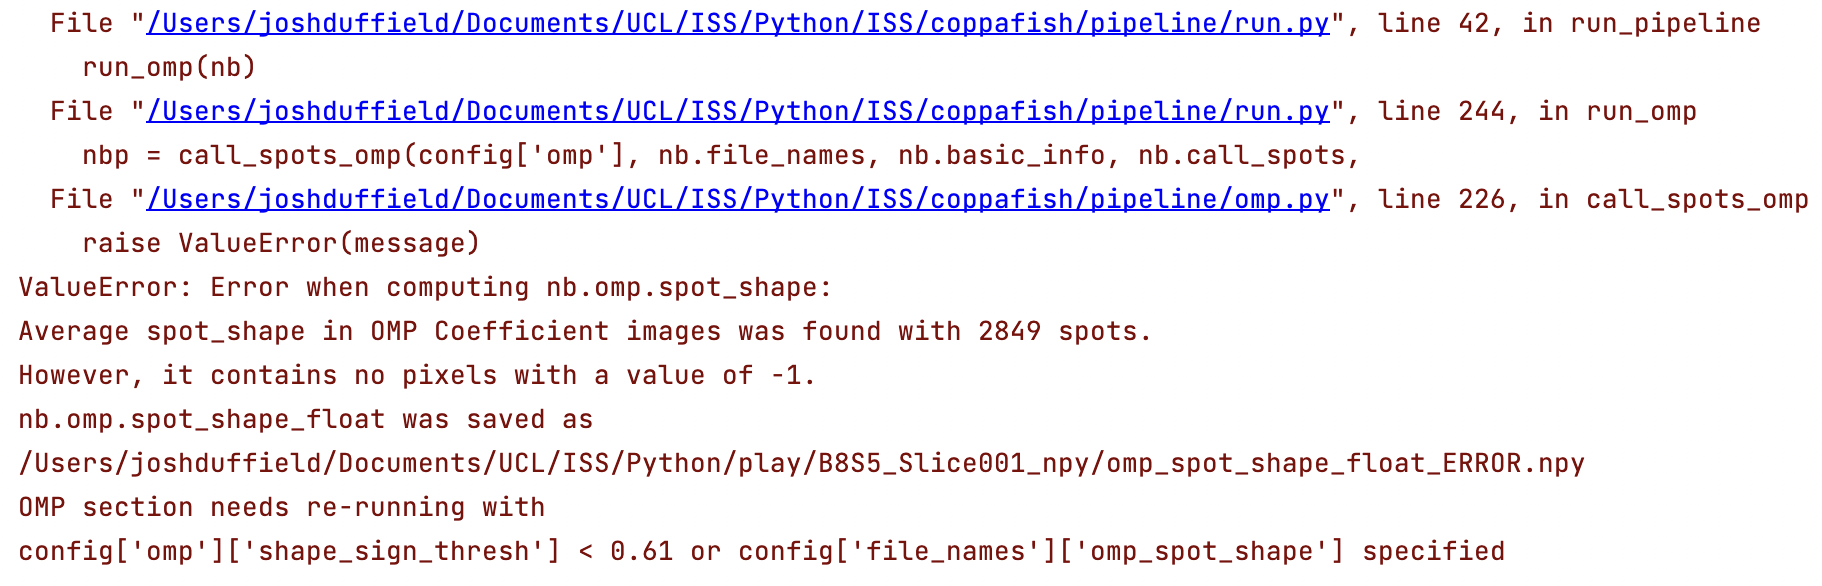 File "/Users/joshduffield/Documents/UCL/ISS/Python/ISS/coppafish/pipeline/run.py", line 42, in run_pipeline
run_omp(nb)
File "/Users/joshduffield/Documents/UCL/ISS/Python/ISS/coppafish/pipeline/run.py", line 244, in run_omp
nbp = call_spots_omp(config['omp'], nb.file_names, nb.basic_info, nb.call_spots,
File "/Users/joshduffield/Documents/UCL/ISS/Python/ISS/coppafish/pipeline/omp.py", line 226, in call_spots_omp
raise ValueError(message)
ValueError: Error when computing nb.omp.spot_shape:
Average spot_shape in OMP Coefficient images was found with 2849 spots.
However, it contains no pixels with a value of -1.
nb.omp.spot_shape_float was saved as
/Users/joshduffield/Documents/UCL/ISS/Python/play/B8S5_Slice001_npy/omp_spot_shape_float_ERROR.npy
OMP section needs re-running with
config['omp']['shape_sign_thresh'] < 0.61 or config['file_names']['omp_spot_shape'] specified